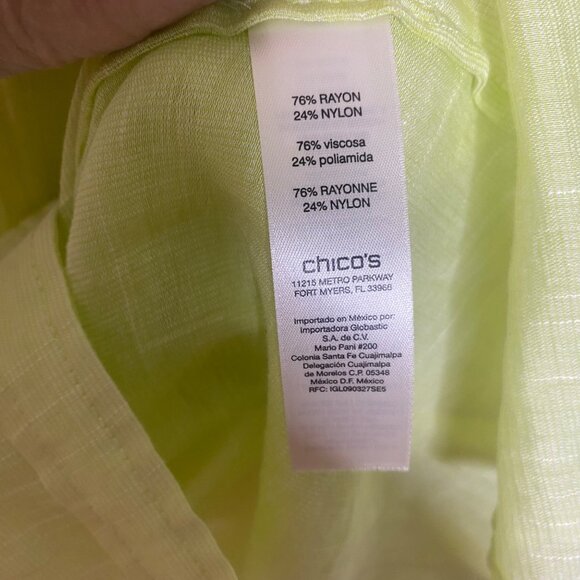 76% RAYON
24% NYLON
76% viscosa
24% poliamida
76% RAYONNE
24% NYLON
chico's
11215 METRO PARKWAY
FORT MYERS, FL 33966
Importado en México por:
Importadora Globastic
S.A. de C.V.
Mario Pani #200
Colonia Santa Fe Cuajimalpa
Delegación Cuajimalpa
de Morelos C.P. 05348
México D.F. México
RFC: IGL090327SE5